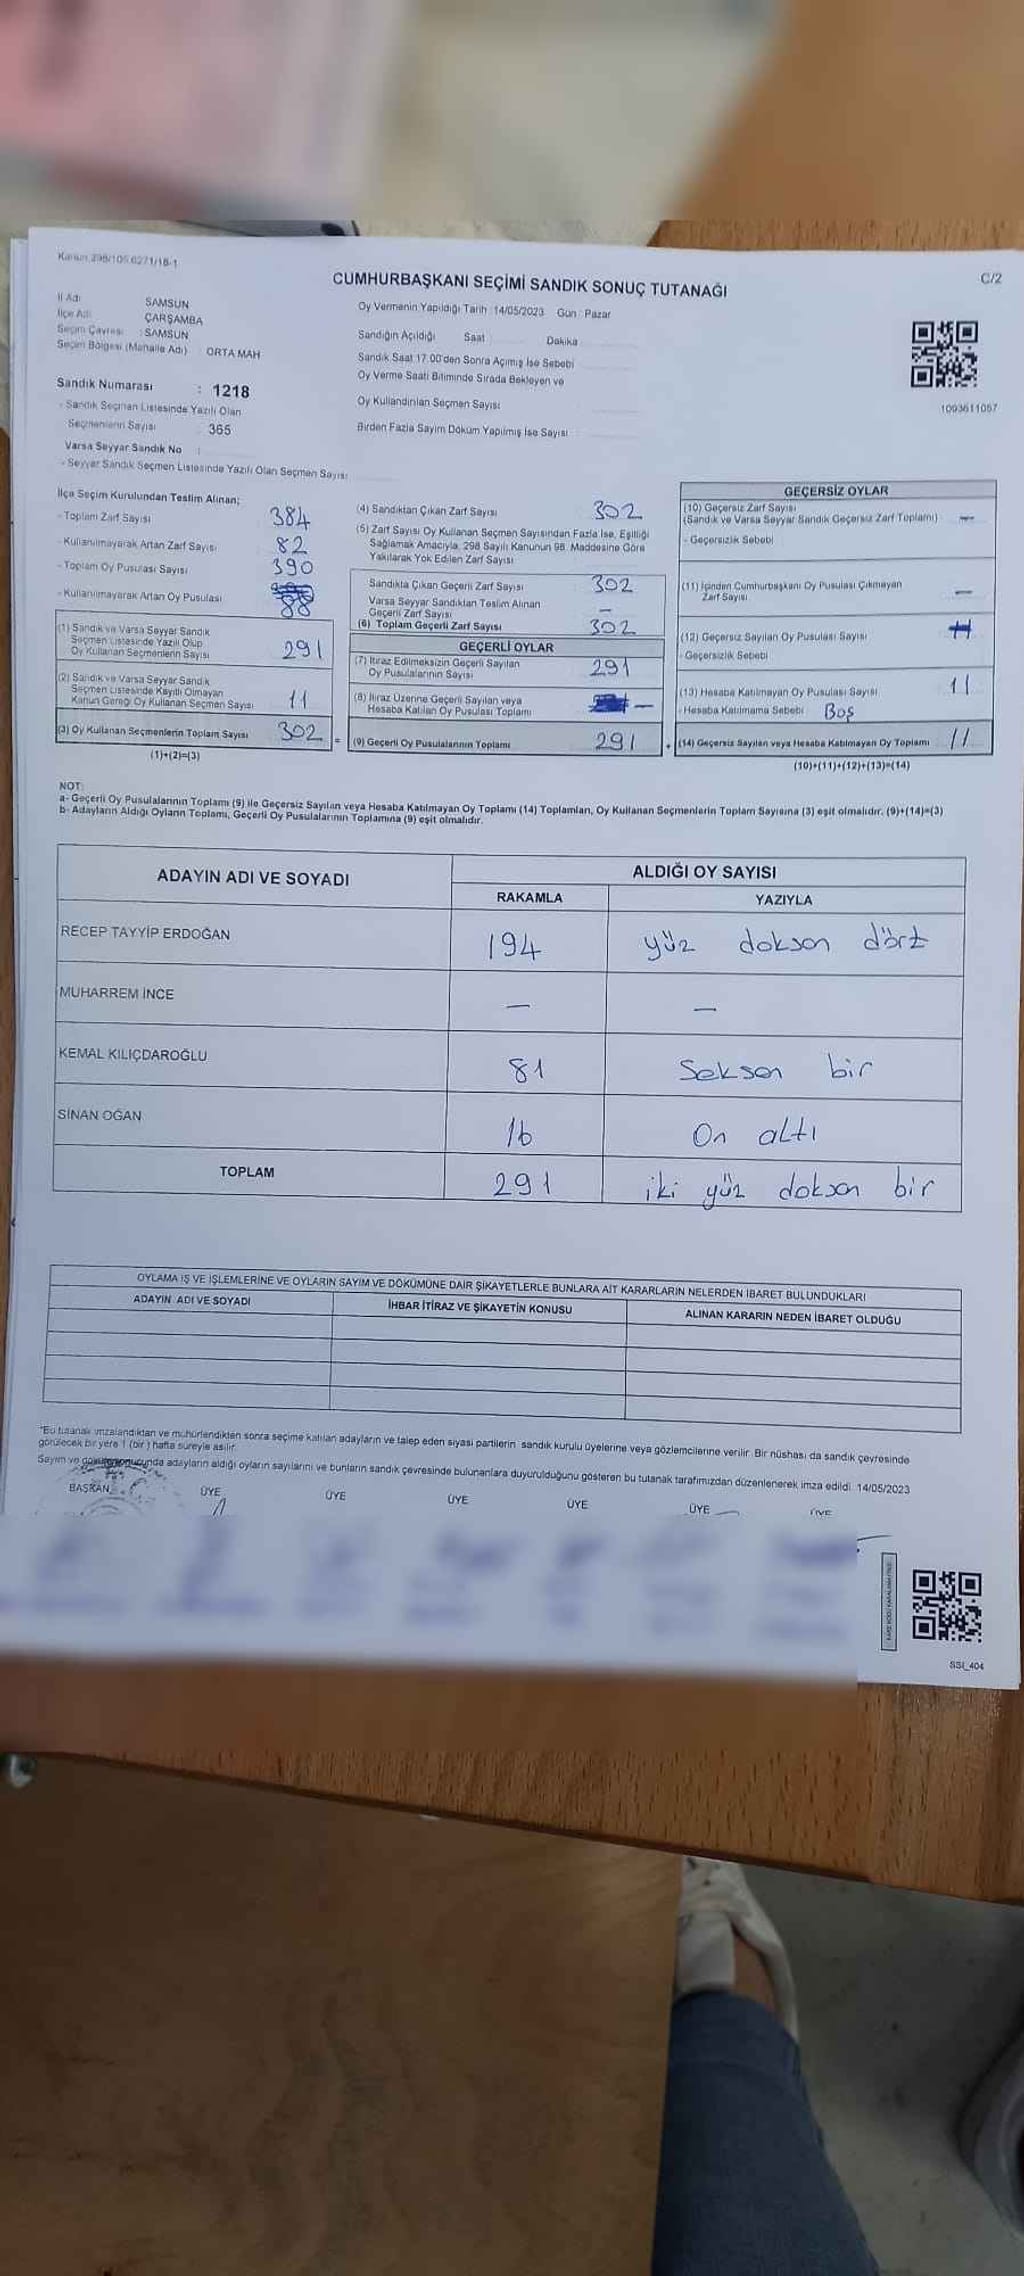 Kanun 298/105,6271/18-1
CUMHURBAŞKANI SEÇİMİ SANDIK SONUÇ TUTANAĞI
C/2
İl Adı SAMSUN
İlçe Adı ÇARŞAMBA
Seçim Çevresi : SAMSUN
Seçim Bölgesi (Mahalle Adı) ORTA MAH
Oy Vermenin Yapıldığı Tarih :14/05/2023 Gün : Pazar
Sandığın Açıldığı Saat Dakika
Sandık Saat 17.00'den Sonra Açımış İse Sebebi
Oy Verme Saati Bitiminde Sırada Bekleyen ve
Oy Kullandırılan Seçmen Sayısı
Birden Fazla Sayım Döküm Yapılmış İse Sayısı
1093611057
Sandık Numarası : 1218
- Sandık Seçmen Listesinde Yazılı Olan
Seçmenlerin Sayısı 365
Varsa Seyyar Sandık No :
- Seyyar Sandık Seçmen Listesinde Yazılı Olan Seçmen Sayısı:
İlçe Seçim Kurulundan Teslim Alınan;
- Toplam Zarf Sayısı 384
- Kullanılmayarak Artan Zarf Sayısı 82
- Toplam Oy Pusulası Sayısı 390
- Kullanılmayarak Artan Oy Pusulası 88
(1) Sandık ve Varsa Seyyar Sandık
Seçmen Listesinde Yazılı Olup
Oy Kullanan Seçmenlerin Sayısı 291
(2) Sandık ve Varsa Seyyar Sandık
Seçmen Listesinde Kayıtlı Olmayan
Kanun Gereği Oy Kullanan Seçmen Sayısı 11
(3) Oy Kullanan Seçmenlerin Toplam Sayısı 302 =
(1)+(2)=(3)
(4) Sandıktan Çıkan Zarf Sayısı 302
(5) Zarf Sayısı Oy Kullanan Seçmen Sayısından Fazla İse, Eşitliği
Sağlamak Amacıyla, 298 Sayılı Kanunun 98. Maddesine Göre
Yakılarak Yok Edilen Zarf Sayısı
Sandıkta Çıkan Geçerli Zarf Sayısı 302
Varsa Seyyar Sandıktan Teslim Alınan
Geçerli Zarf Sayısı –
(6) Toplam Geçerli Zarf Sayısı 302
GEÇERLİ OYLAR
(7) İtiraz Edilmeksizin Geçerli Sayılan
Oy Pusulalarının Sayısı 291
(8) İtiraz Üzerine Geçerli Sayılan veya
Hesaba Katılan Oy Pusulası Toplamı –
(9) Geçerli Oy Pusulalarının Toplamı 291 +
GEÇERSİZ OYLAR
(10) Geçersiz Zarf Sayısı
(Sandık ve Varsa Seyyar Sandık Geçersiz Zarf Toplamı) –
- Geçersizlik Sebebi
(11) İçinden Cumhurbaşkanı Oy Pusulası Çıkmayan
Zarf Sayısı –
(12) Geçersiz Sayılan Oy Pusulası Sayısı
- Geçersizlik Sebebi
(13) Hesaba Katılmayan Oy Pusulası Sayısı 11
- Hesaba Katılmama Sebebi Boş
(14) Geçersiz Sayılan veya Hesaba Katılmayan Oy Toplamı 11
(10)+(11)+(12)+(13)=(14)
NOT:
a- Geçerli Oy Pusulalarının Toplamı (9) ile Geçersiz Sayılan veya Hesaba Katılmayan Oy Toplamı (14) Toplamları, Oy Kullanan Seçmenlerin Toplam Sayısına (3) eşit olmalıdır. (9)+(14)=(3)
b- Adayların Aldığı Oyların Toplamı, Geçerli Oy Pusulalarının Toplamına (9) eşit olmalıdır.
ADAYIN ADI VE SOYADI ALDIĞI OY SAYISI
RAKAMLA YAZIYLA
RECEP TAYYİP ERDOĞAN 194 yüz doksan dört
MUHARREM İNCE – –
KEMAL KILIÇDAROĞLU 81 Seksen bir
SİNAN OĞAN 16 On altı
TOPLAM 291 iki yüz doksan bir
OYLAMA İŞ VE İŞLEMLERİNE VE OYLARIN SAYIM VE DÖKÜMÜNE DAİR ŞİKAYETLERLE BUNLARA AİT KARARLARIN NELERDEN İBARET BULUNDUKLARI
ADAYIN ADI VE SOYADI İHBAR İTİRAZ VE ŞİKAYETİN KONUSU ALINAN KARARIN NEDEN İBARET OLDUĞU
*Bu tutanak imzalandıktan ve mühürlendikten sonra seçime katılan adayların ve talep eden siyasi partilerin sandık kurulu üyelerine veya gözlemcilerine verilir. Bir nüshası da sandık çevresinde
görülecek bir yere 1 (bir) hafta süreyle asılır.
Sayım ve döküm sonucunda adayların aldığı oyların sayılarını ve bunların sandık çevresinde bulunanlara duyurulduğunu gösteren bu tutanak tarafımızdan düzenlenerek imza edildi. 14/05/2023
BAŞKAN ÜYE ÜYE ÜYE ÜYE ÜYE ÜYE
SSİ_404